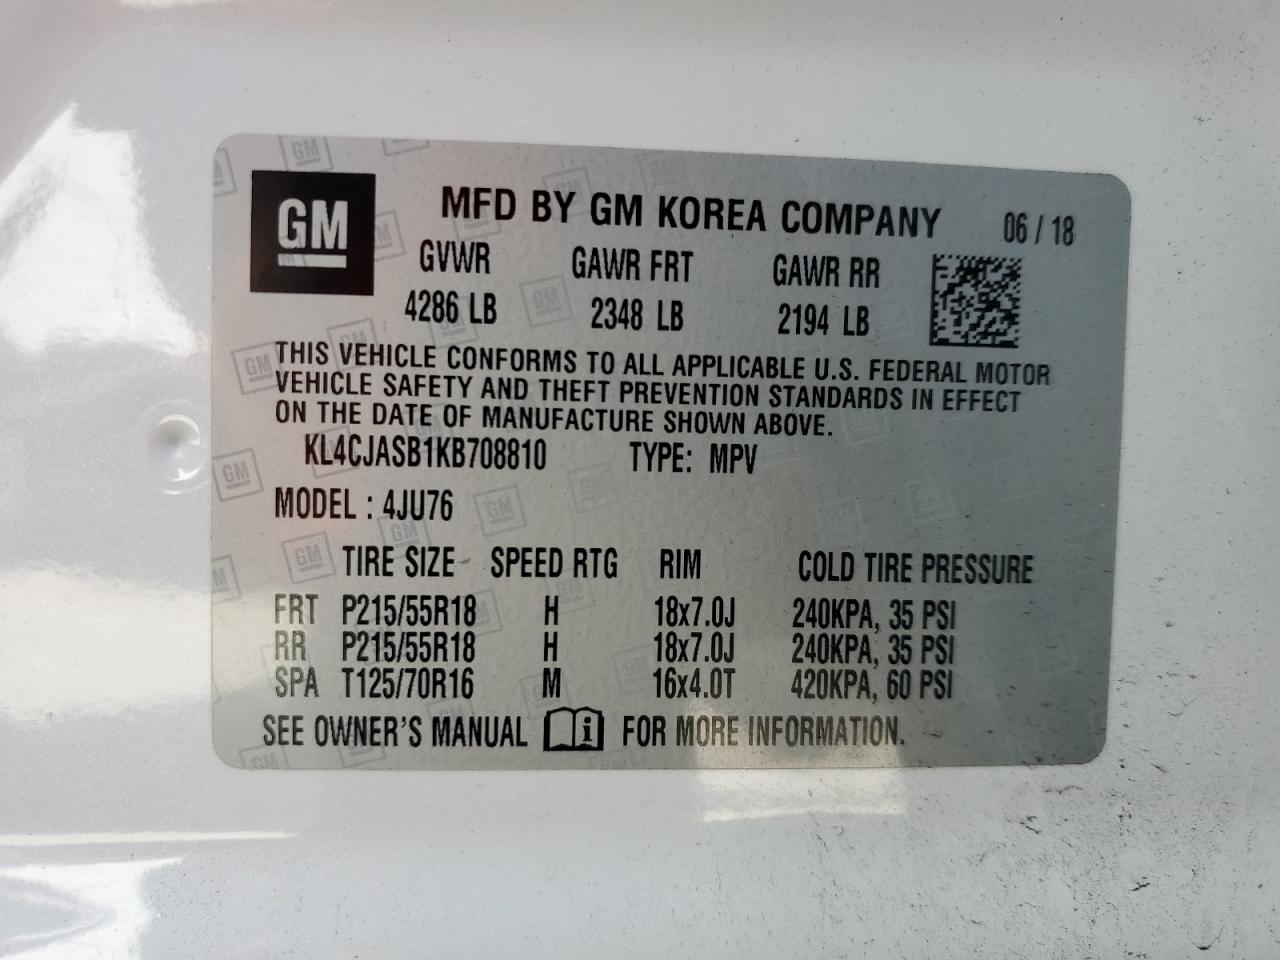 GM
MFD BY GM KOREA COMPANY 06 / 18
GVWR GAWR FRT GAWR RR
4286 LB 2348 LB 2194 LB
THIS VEHICLE CONFORMS TO ALL APPLICABLE U.S. FEDERAL MOTOR
VEHICLE SAFETY AND THEFT PREVENTION STANDARDS IN EFFECT
ON THE DATE OF MANUFACTURE SHOWN ABOVE.
KL4CJASB1KB708810 TYPE: MPV
MODEL : 4JU76
TIRE SIZE SPEED RTG RIM COLD TIRE PRESSURE
FRT P215/55R18 H 18x7.0J 240KPA, 35 PSI
RR P215/55R18 H 18x7.0J 240KPA, 35 PSI
SPA T125/70R16 M 16x4.0T 420KPA, 60 PSI
SEE OWNER'S MANUAL i FOR MORE INFORMATION.